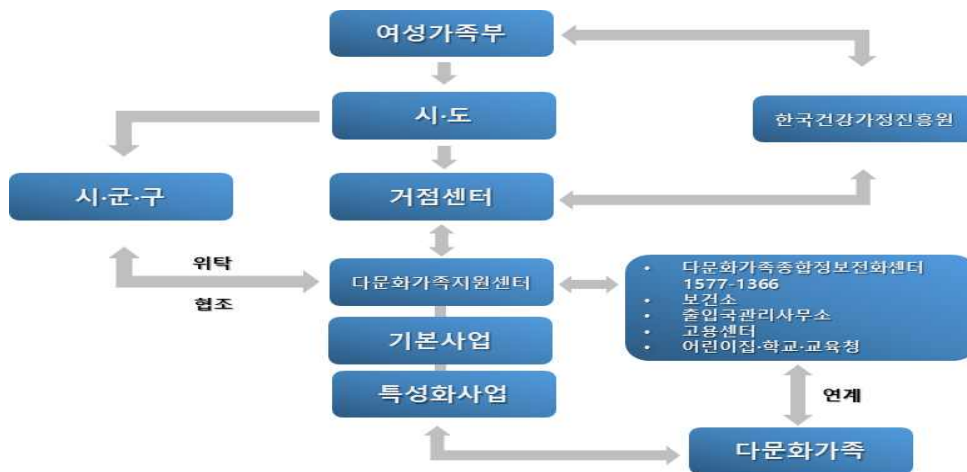 여성가족부
시·도
한국건강가정진흥원
시·군·구
거점센터
위탁
협조
다문화가족지원센터
• 다문화가족종합정보전화센터
1577-1366
• 보건소
• 출입국관리사무소
• 고용센터
• 어린이집·학교·교육청
기본사업
특성화사업
연계
다문화가족